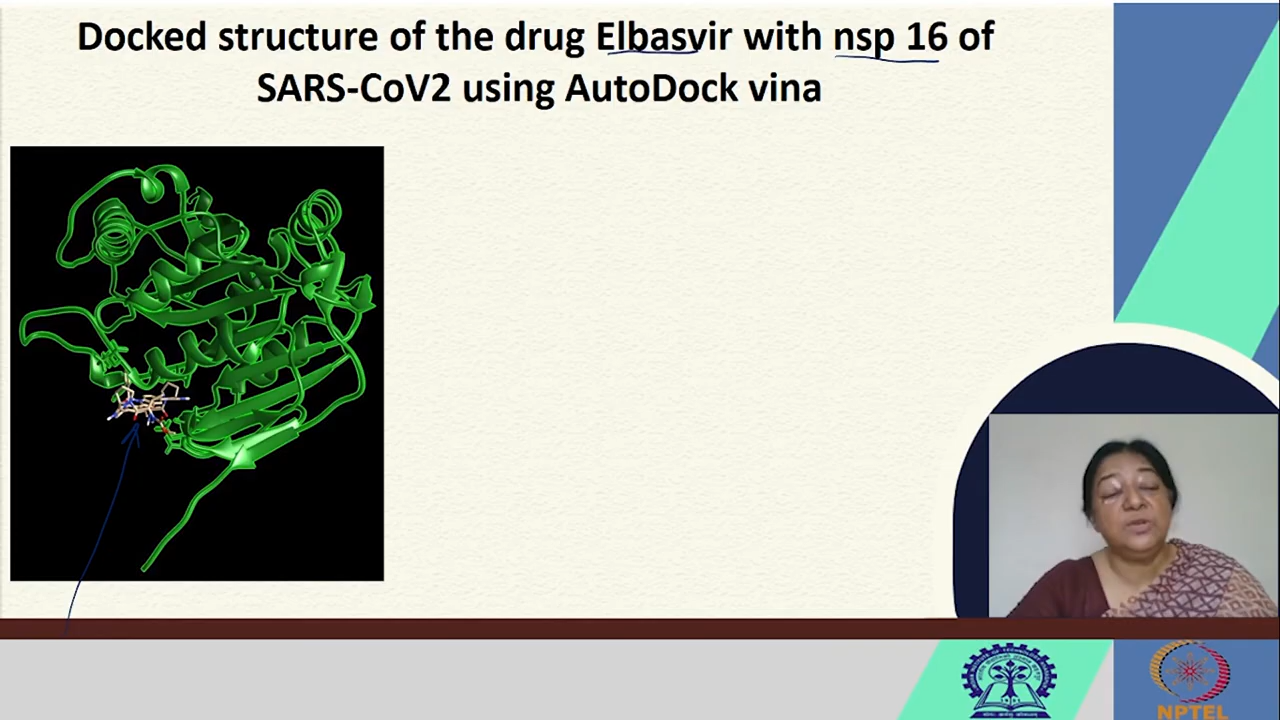 Docked structure of the drug Elbasvir with nsp 16 of
SARS-CoV2 using AutoDock vina
NPTEL